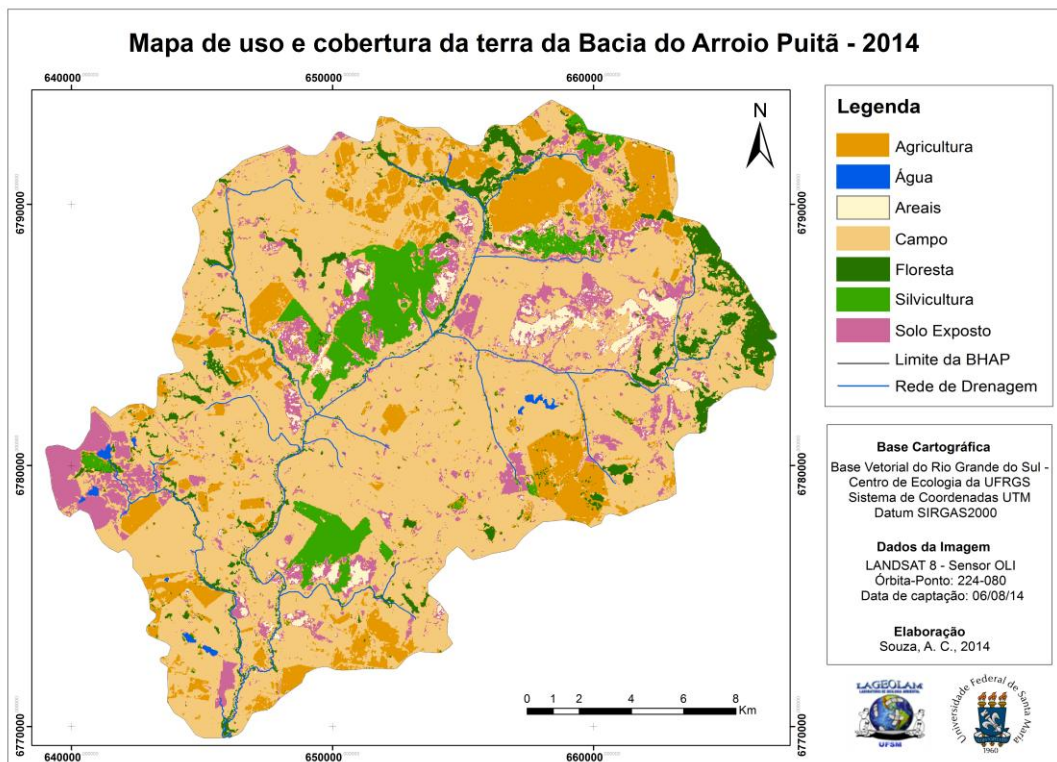 Mapa de uso e cobertura da terra da Bacia do Arroio Puitã - 2014
640000
650000
660000
N
6790000
6790000
6780000
6780000
6770000
6770000
640000
650000
660000
0 1 2 4 6 8
Km
Legenda
Agricultura
Água
Areais
Campo
Floresta
Silvicultura
Solo Exposto
Limite da BHAP
Rede de Drenagem
Base Cartográfica
Base Vetorial do Rio Grande do Sul -
Centro de Ecologia da UFRGS
Sistema de Coordenadas UTM
Datum SIRGAS2000
Dados da Imagem
LANDSAT 8 - Sensor OLI
Órbita-Ponto: 224-080
Data de captação: 06/08/14
Elaboração
Souza, A. C., 2014
LAGEOLAM
UFSM
Universidade Federal de Santa Maria
1960